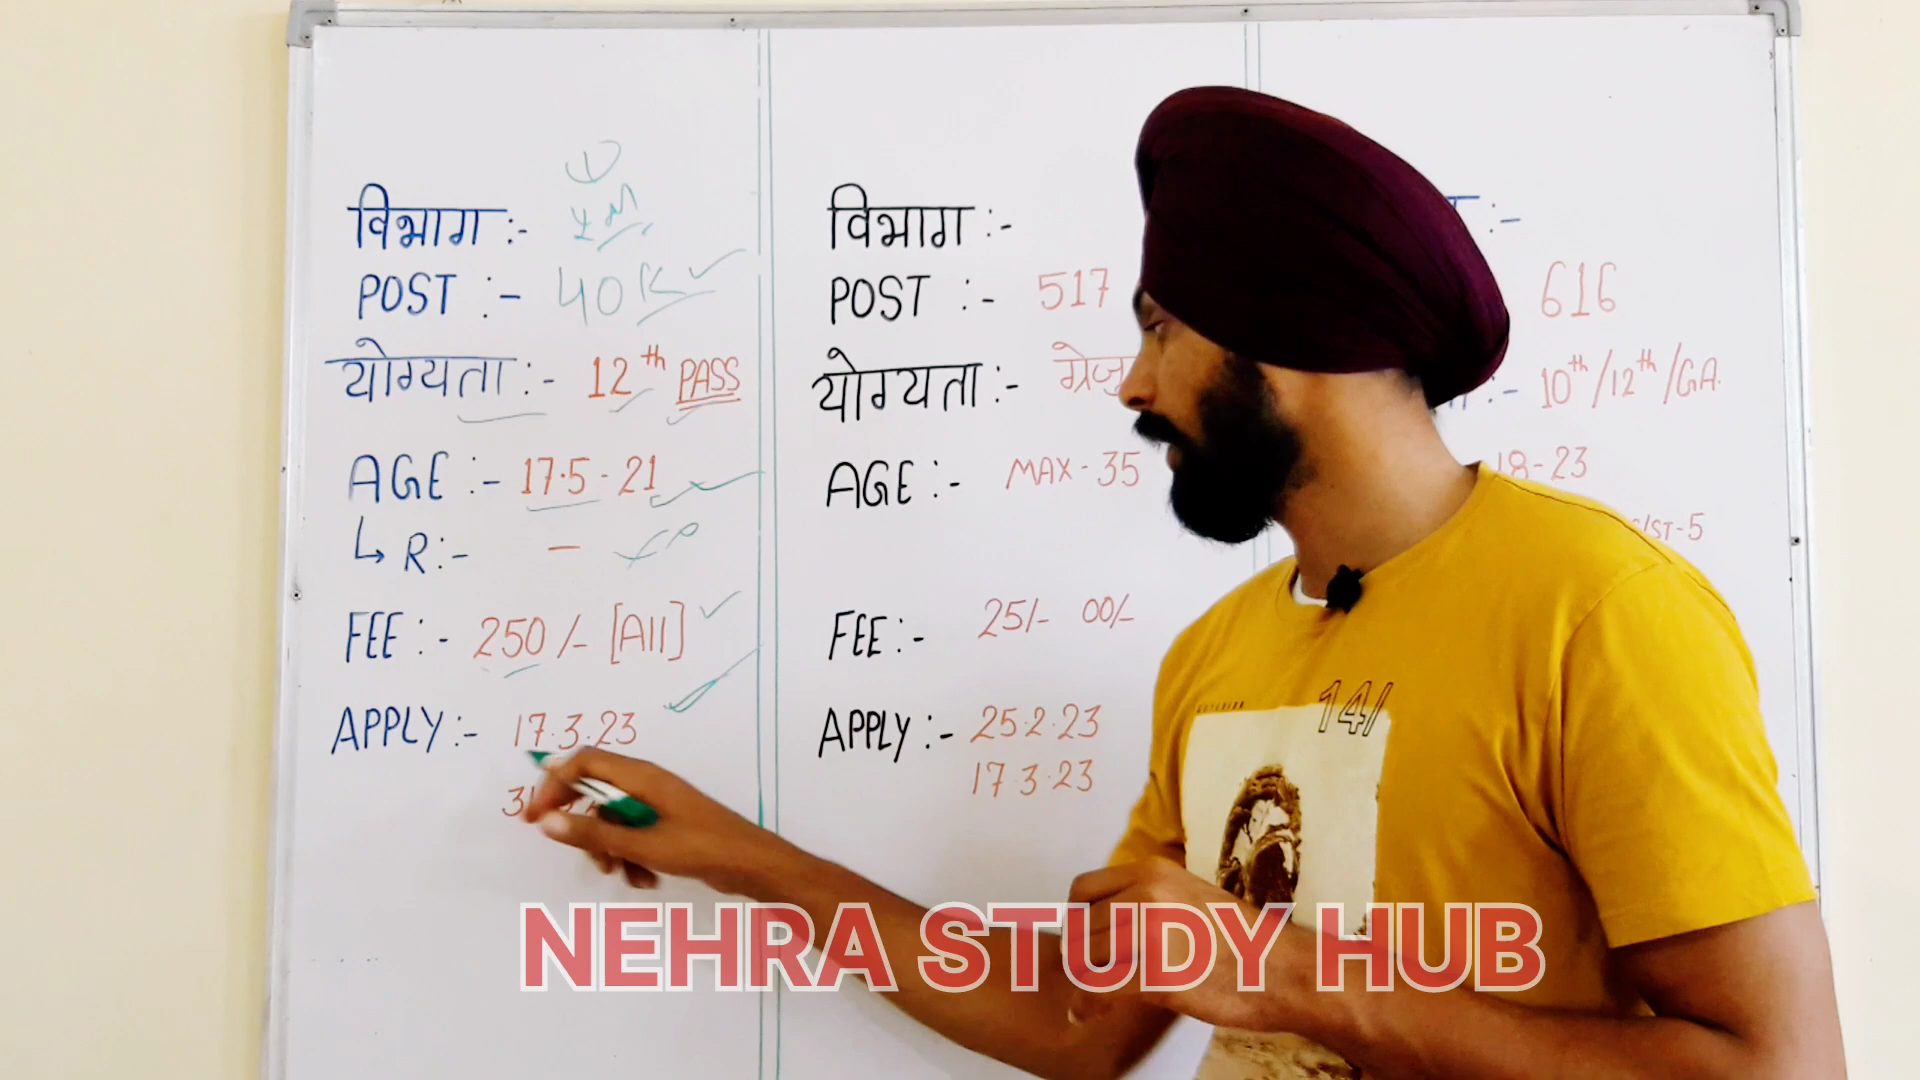 विभाग :-
POST :- 40K
योग्यता :- 12th PASS
AGE :- 17.5 - 21
↳ R :- -
FEE :- 250/- [All]
APPLY :- 17.3.23
विभाग :-
POST :- 517
योग्यता :-
AGE :- MAX - 35
FEE :- 25/- 00/-
APPLY :- 25.2.23
17.3.23
:-
616
:- 10th/12th/GA.
18-23
/ST-5
14/
NEHRA STUDY HUB